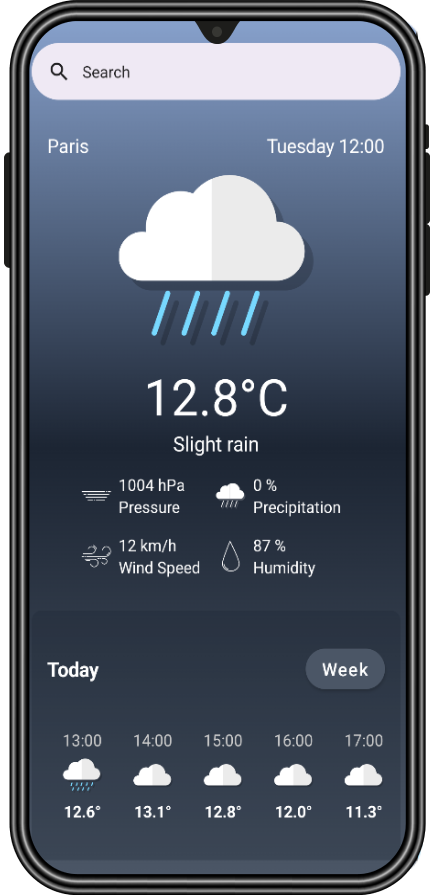 Search
Paris
Tuesday 12:00
12.8°C
Slight rain
1004 hPa
Pressure
0 %
Precipitation
12 km/h
Wind Speed
87 %
Humidity
Today
Week
13:00 14:00 15:00 16:00 17:00
12.6° 13.1° 12.8° 12.0° 11.3°